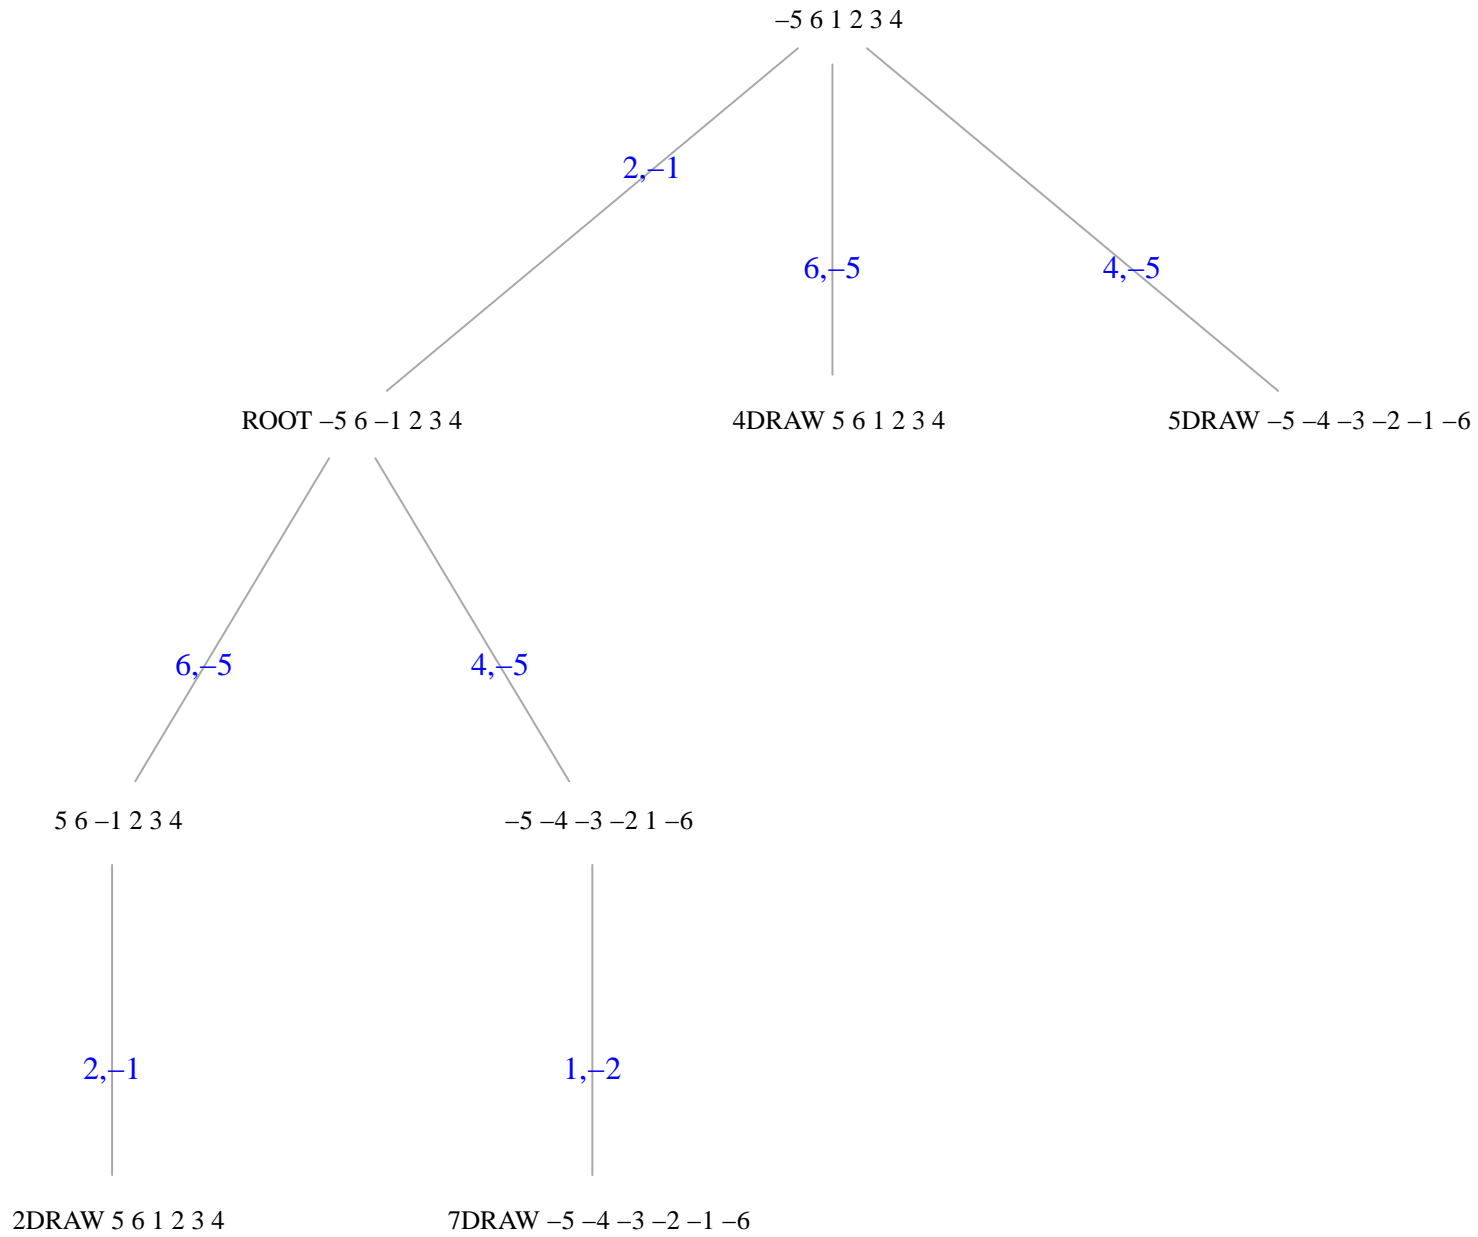 –5 6 1 2 3 4
2,–1
6,–5
4,–5
ROOT –5 6 –1 2 3 4
4DRAW 5 6 1 2 3 4
5DRAW –5 –4 –3 –2 –1 –6
6,–5
4,–5
5 6 –1 2 3 4
–5 –4 –3 –2 1 –6
2,–1
1,–2
2DRAW 5 6 1 2 3 4
7DRAW –5 –4 –3 –2 –1 –6